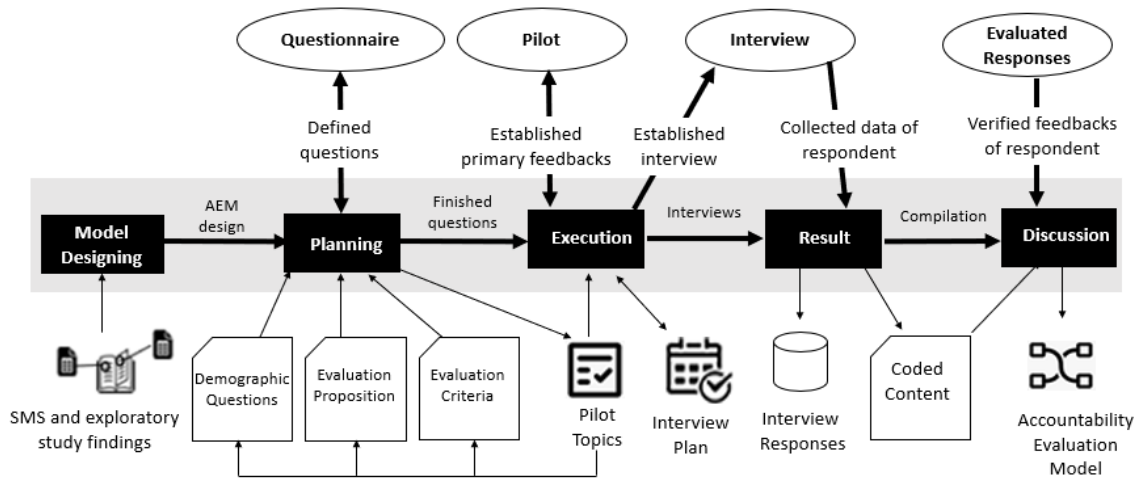 Questionnaire
Pilot
Interview
Evaluated
Responses
Defined
questions
Established
primary feedbacks
Established
interview
Collected data of
respondent
Verified feedbacks
of respondent
Model
Designing
AEM
design
Planning
Finished
questions
Execution
Interviews
Result
Compilation
Discussion
SMS and exploratory
study findings
Demographic
Questions
Evaluation
Proposition
Evaluation
Criteria
Pilot
Topics
Interview
Plan
Interview
Responses
Coded
Content
Accountability
Evaluation
Model